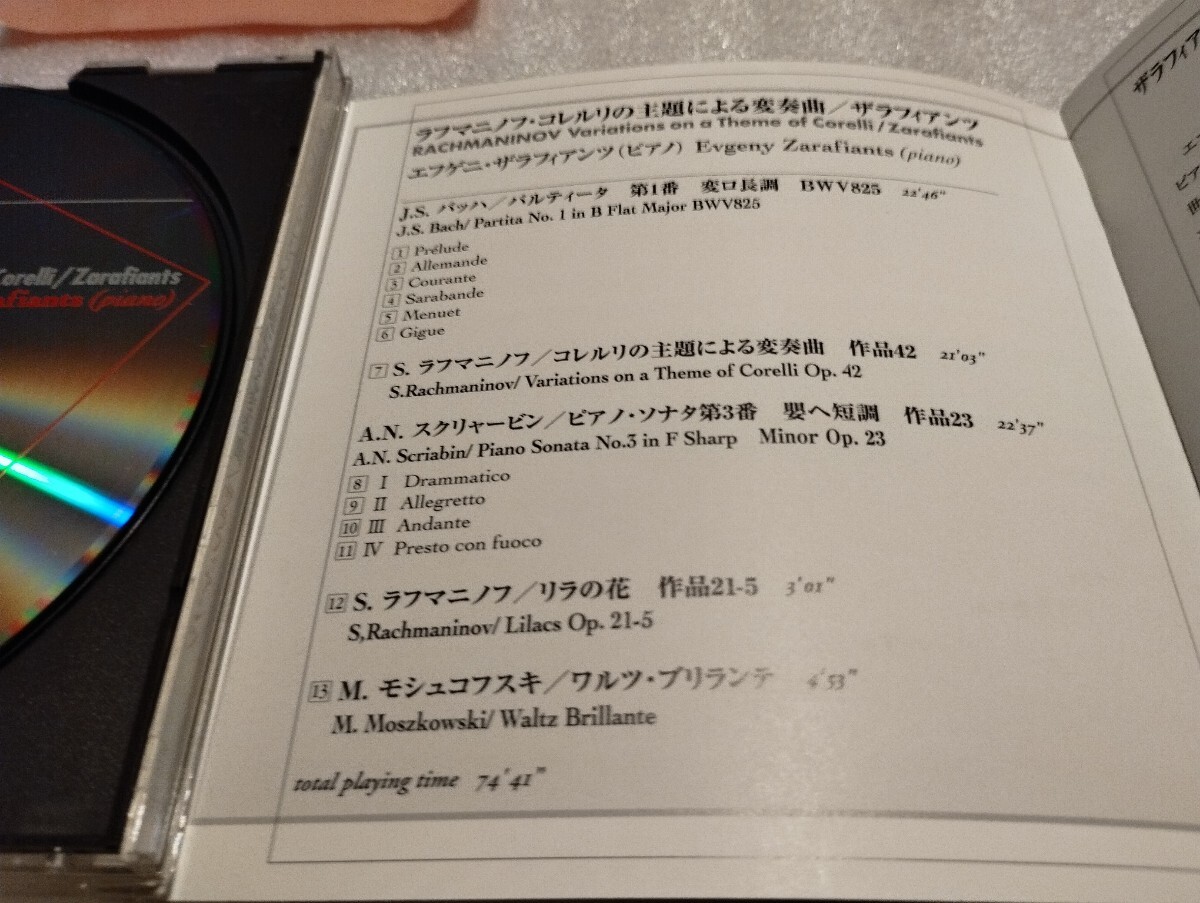 Corelli/Zarafiants
afiants (piano)
ラフマニノフ・コレルリの主題による変奏曲／ザラフィアンツ
RACHMANINOV Variations on a Theme of Corelli/Zarafiants
エフゲニ・ザラフィアンツ(ピアノ) Evgeny Zarafiants (piano)
J.S. バッハ／パルティータ 第1番 変ロ長調 BWV825 22'46"
J.S. Bach/ Partita No. 1 in B Flat Major BWV825
1 Prélude
2 Allemande
3 Courante
4 Sarabande
5 Menuet
6 Gigue
7 S. ラフマニノフ／コレルリの主題による変奏曲 作品42 21'03"
S.Rachmaninov/ Variations on a Theme of Corelli Op. 42
A.N. スクリャービン／ピアノ・ソナタ第3番 嬰ヘ短調 作品23 22'37"
A.N. Scriabin/ Piano Sonata No.3 in F Sharp Minor Op. 23
8 I Drammatico
9 II Allegretto
10 III Andante
11 IV Presto con fuoco
12 S. ラフマニノフ／リラの花 作品21-5 3'01"
S,Rachmaninov/ Lilacs Op. 21-5
13 M. モシュコフスキ／ワルツ・ブリランテ 4'53"
M. Moszkowski/ Waltz Brillante
total playing time 74'41"
ザラフィア
エ
ピア
曲